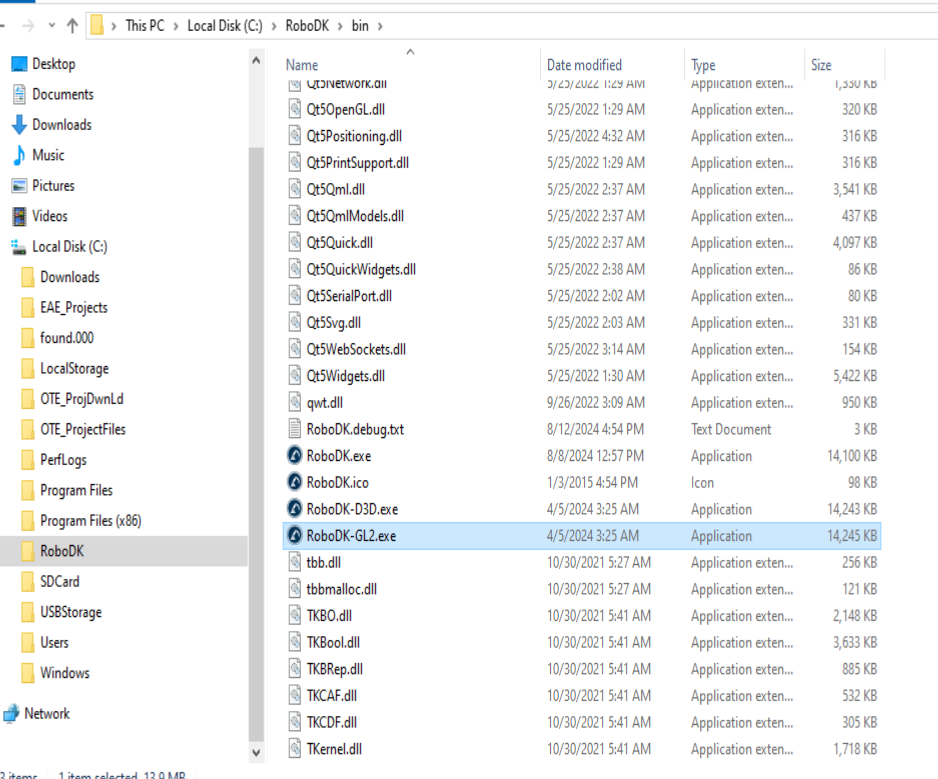 This PC > Local Disk (C:) > RoboDK > bin >
Name Date modified Type Size
Desktop
Documents
Downloads
Music
Pictures
Videos
Local Disk (C:)
Downloads
EAE_Projects
found.000
LocalStorage
OTE_ProjDwnLd
OTE_ProjectFiles
PerfLogs
Program Files
Program Files (x86)
RoboDK
SDCard
USBStorage
Users
Windows
Network
Qt5Network.dll 5/25/2022 1:29 AM Application exten... 1,330 KB
Qt5OpenGL.dll 5/25/2022 1:29 AM Application exten... 320 KB
Qt5Positioning.dll 5/25/2022 4:32 AM Application exten... 316 KB
Qt5PrintSupport.dll 5/25/2022 1:29 AM Application exten... 316 KB
Qt5Qml.dll 5/25/2022 2:37 AM Application exten... 3,541 KB
Qt5QmlModels.dll 5/25/2022 2:37 AM Application exten... 437 KB
Qt5Quick.dll 5/25/2022 2:37 AM Application exten... 4,097 KB
Qt5QuickWidgets.dll 5/25/2022 2:38 AM Application exten... 86 KB
Qt5SerialPort.dll 5/25/2022 2:02 AM Application exten... 80 KB
Qt5Svg.dll 5/25/2022 2:03 AM Application exten... 331 KB
Qt5WebSockets.dll 5/25/2022 3:14 AM Application exten... 154 KB
Qt5Widgets.dll 5/25/2022 1:30 AM Application exten... 5,422 KB
qwt.dll 9/26/2022 3:09 AM Application exten... 950 KB
RoboDK.debug.txt 8/12/2024 4:54 PM Text Document 3 KB
RoboDK.exe 8/8/2024 12:57 PM Application 14,100 KB
RoboDK.ico 1/3/2015 4:54 PM Icon 98 KB
RoboDK-D3D.exe 4/5/2024 3:25 AM Application 14,243 KB
RoboDK-GL2.exe 4/5/2024 3:25 AM Application 14,245 KB
tbb.dll 10/30/2021 5:27 AM Application exten... 256 KB
tbbmalloc.dll 10/30/2021 5:27 AM Application exten... 121 KB
TKBO.dll 10/30/2021 5:41 AM Application exten... 2,148 KB
TKBool.dll 10/30/2021 5:41 AM Application exten... 3,633 KB
TKBRep.dll 10/30/2021 5:41 AM Application exten... 885 KB
TKCAF.dll 10/30/2021 5:41 AM Application exten... 532 KB
TKCDF.dll 10/30/2021 5:41 AM Application exten... 305 KB
TKernel.dll 10/30/2021 5:41 AM Application exten... 1,718 KB
items 1 item selected 13.9 MB